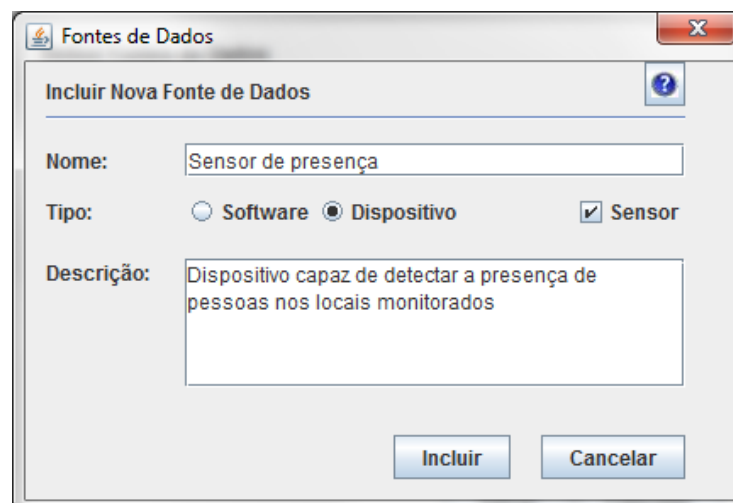 Fontes de Dados
Incluir Nova Fonte de Dados
Nome: Sensor de presença
Tipo: Software Dispositivo Sensor
Descrição: Dispositivo capaz de detectar a presença de
pessoas nos locais monitorados
Incluir Cancelar